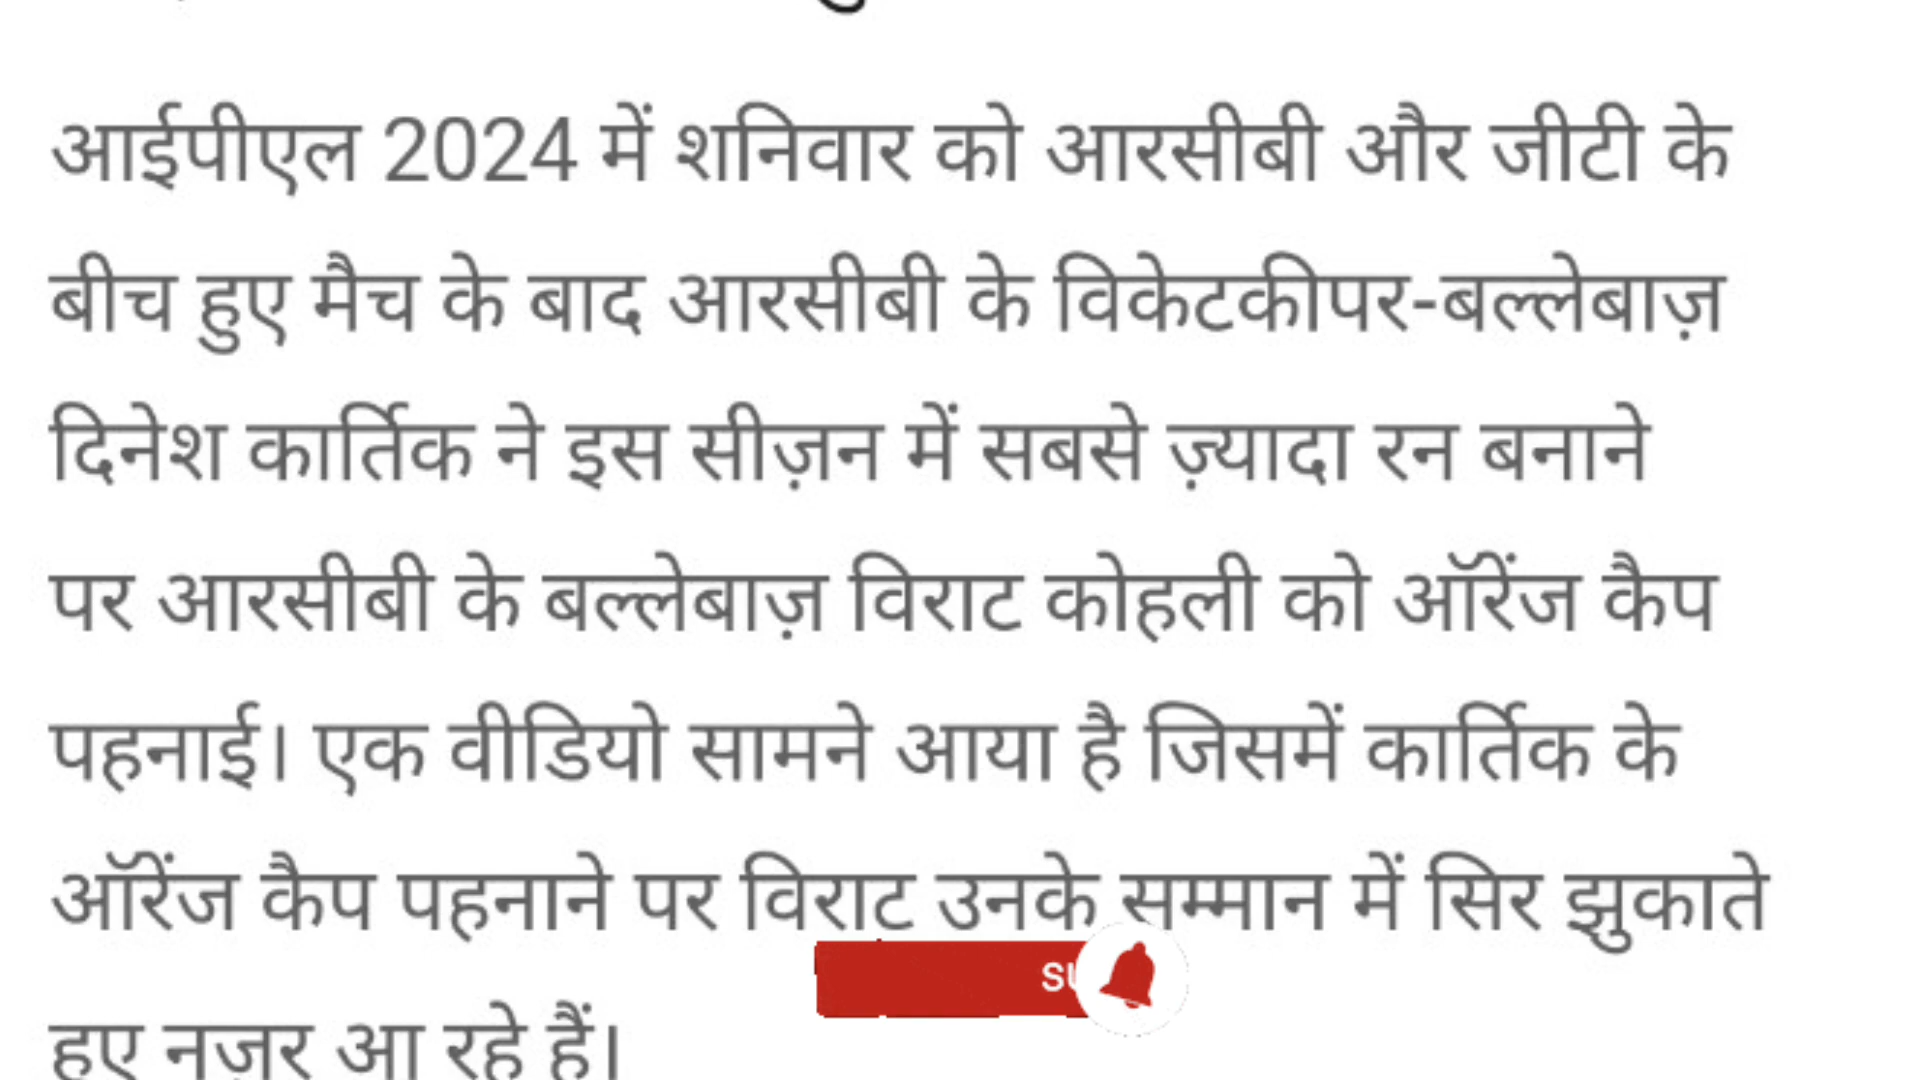 आईपीएल 2024 में शनिवार को आरसीबी और जीटी के
बीच हुए मैच के बाद आरसीबी के विकेटकीपर-बल्लेबाज़
दिनेश कार्तिक ने इस सीज़न में सबसे ज़्यादा रन बनाने
पर आरसीबी के बल्लेबाज़ विराट कोहली को ऑरेंज कैप
पहनाई। एक वीडियो सामने आया है जिसमें कार्तिक के
ऑरेंज कैप पहनाने पर विराट उनके सम्मान में सिर झुकाते
हुए नज़र आ रहे हैं।